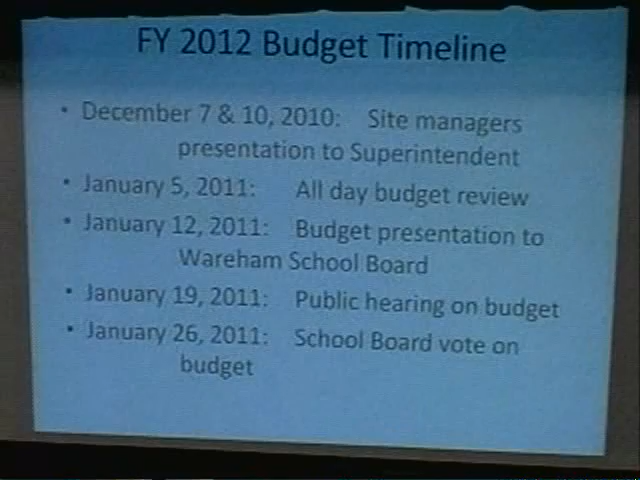 FY 2012 Budget Timeline
• December 7 & 10, 2010: Site managers
presentation to Superintendent
• January 5, 2011: All day budget review
• January 12, 2011: Budget presentation to
Wareham School Board
• January 19, 2011: Public hearing on budget
• January 26, 2011: School Board vote on
budget